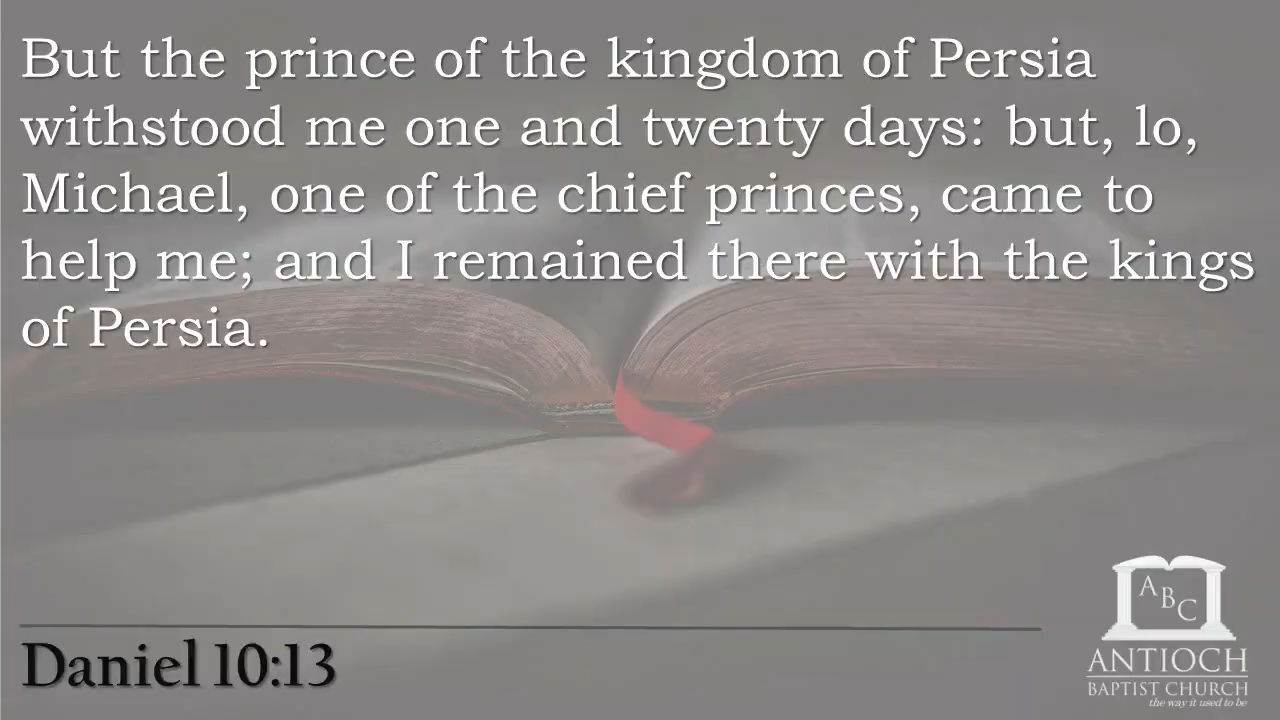 But the prince of the kingdom of Persia
withstood me one and twenty days: but, lo,
Michael, one of the chief princes, came to
help me; and I remained there with the kings
of Persia.
Daniel 10:13
A
B
C
ANTIOCH
BAPTIST CHURCH
the way it used to be